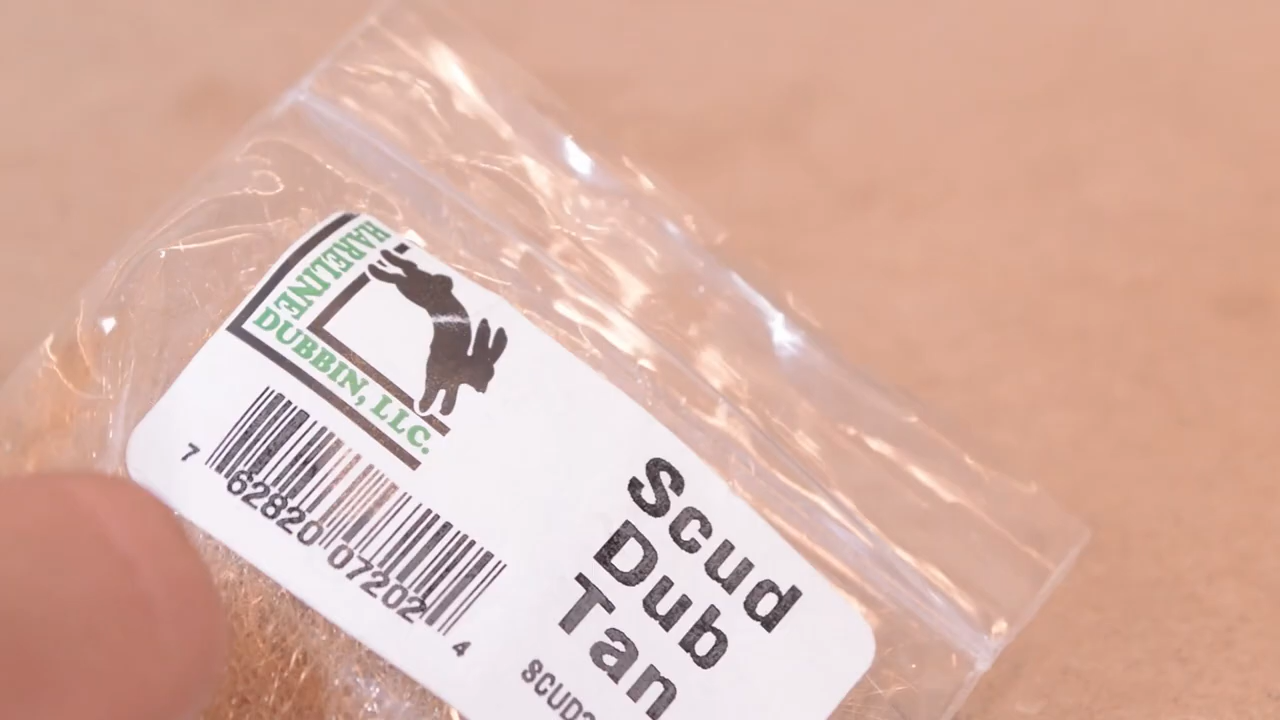 HARELINE
DUBBIN, LLC.
7 62820 07202 4
Scud
Dub
Tan